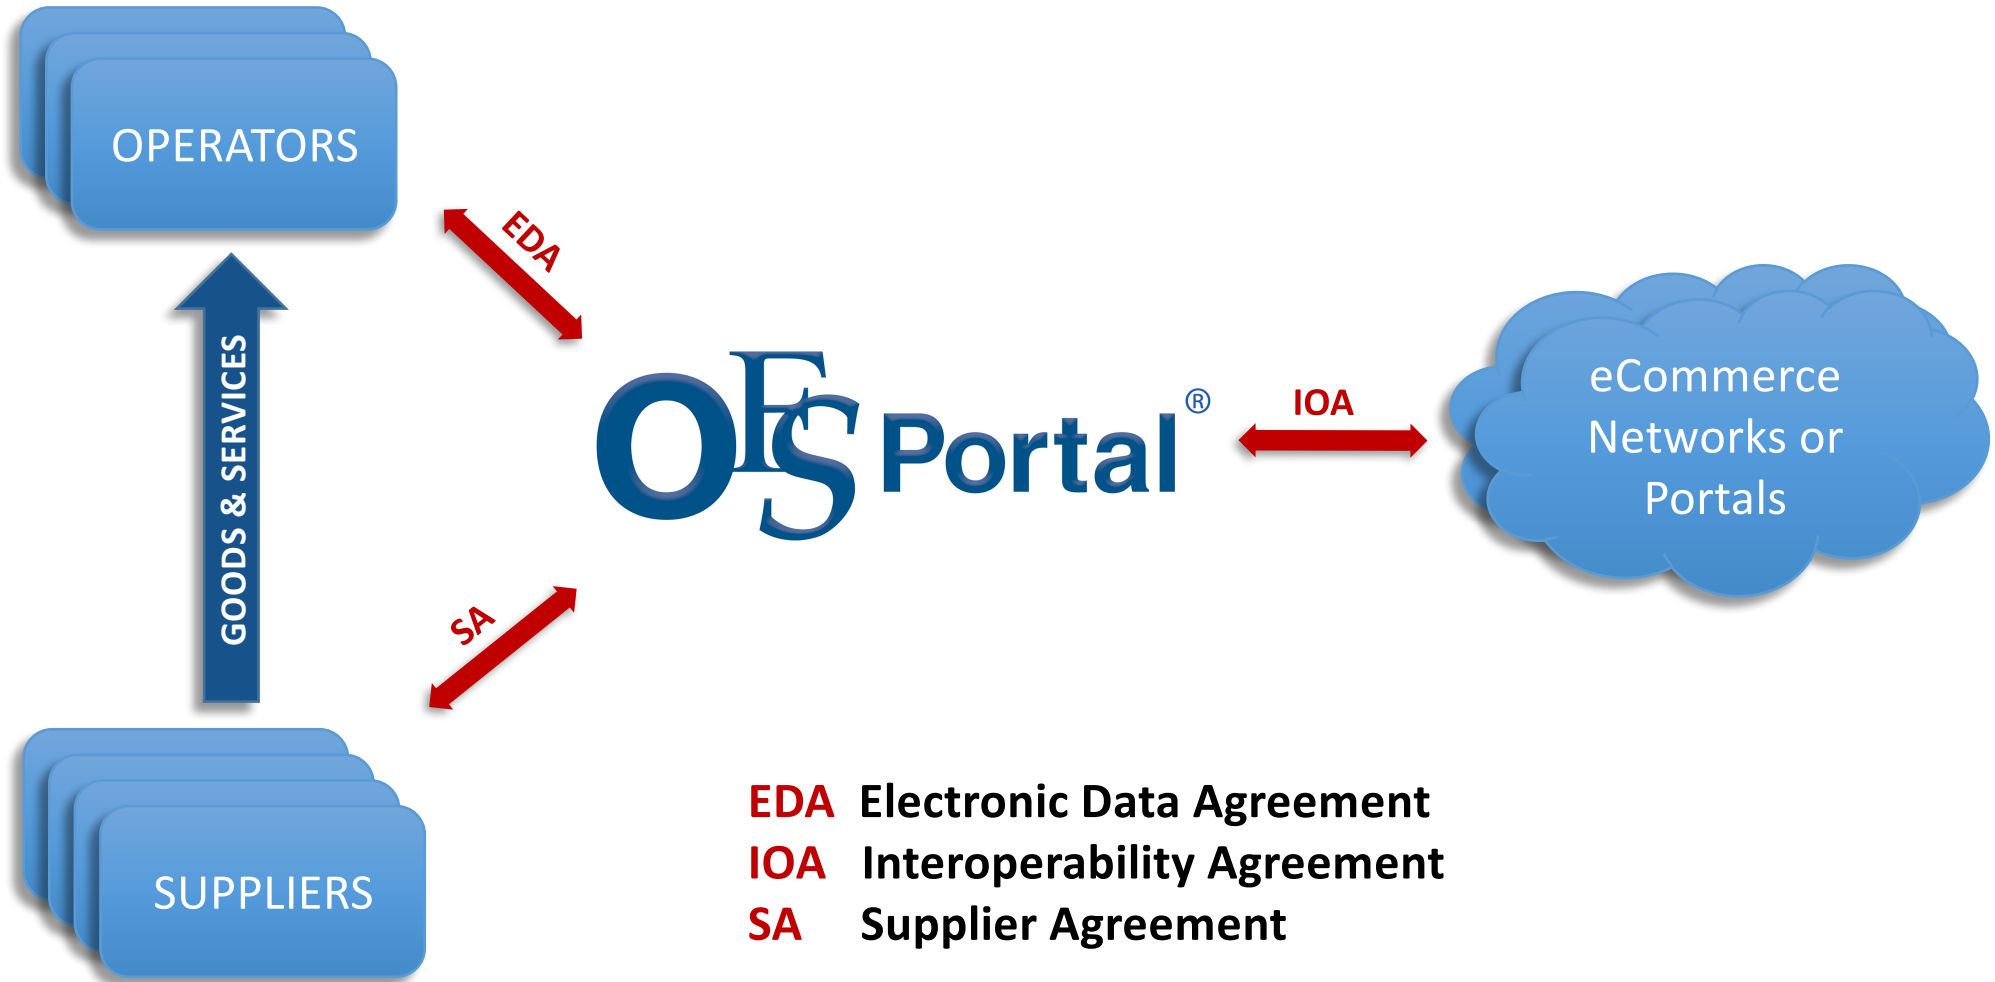 OPERATORS
EDA
GOODS & SERVICES
OFS Portal ®
IOA
eCommerce
Networks or
Portals
SA
SUPPLIERS
EDA Electronic Data Agreement
IOA Interoperability Agreement
SA Supplier Agreement